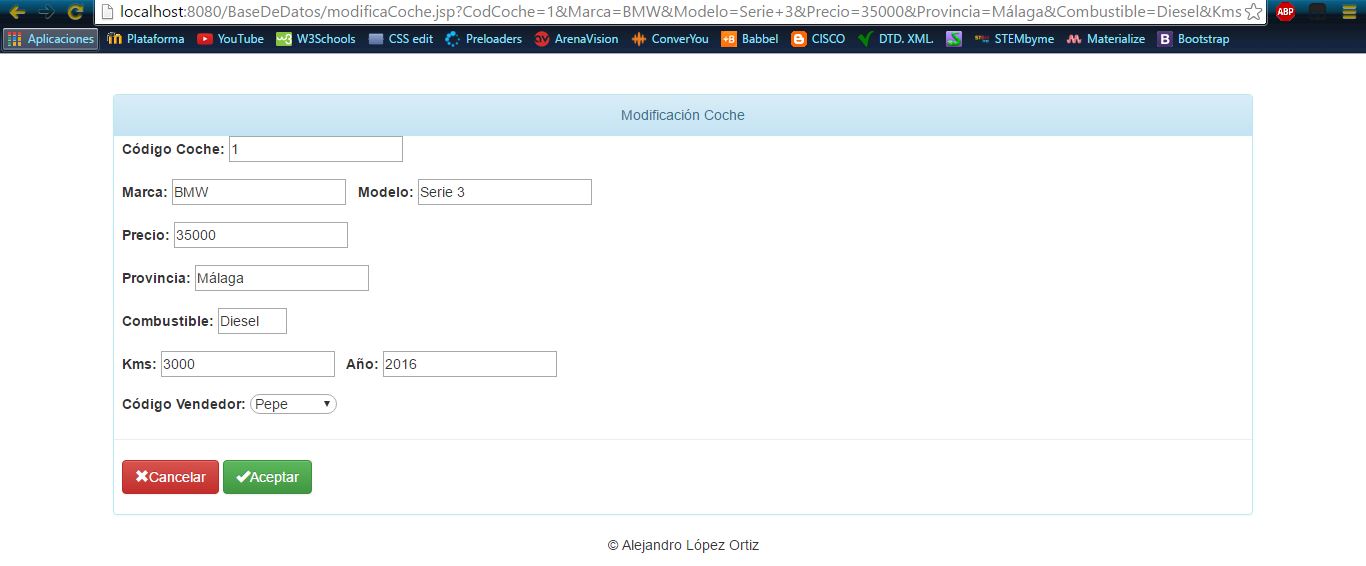 localhost:8080/BaseDeDatos/modificaCoche.jsp?CodCoche=1&Marca=BMW&Modelo=Serie+3&Precio=35000&Provincia=Málaga&Combustible=Diesel&Kms
ABP
Aplicaciones Plataforma YouTube W3Schools CSS edit Preloaders ArenaVision ConverYou Babbel CISCO DTD. XML. STEMbyme Materialize Bootstrap
Modificación Coche
Código Coche: 1
Marca: BMW Modelo: Serie 3
Precio: 35000
Provincia: Málaga
Combustible: Diesel
Kms: 3000 Año: 2016
Código Vendedor: Pepe
Cancelar Aceptar
© Alejandro López Ortiz